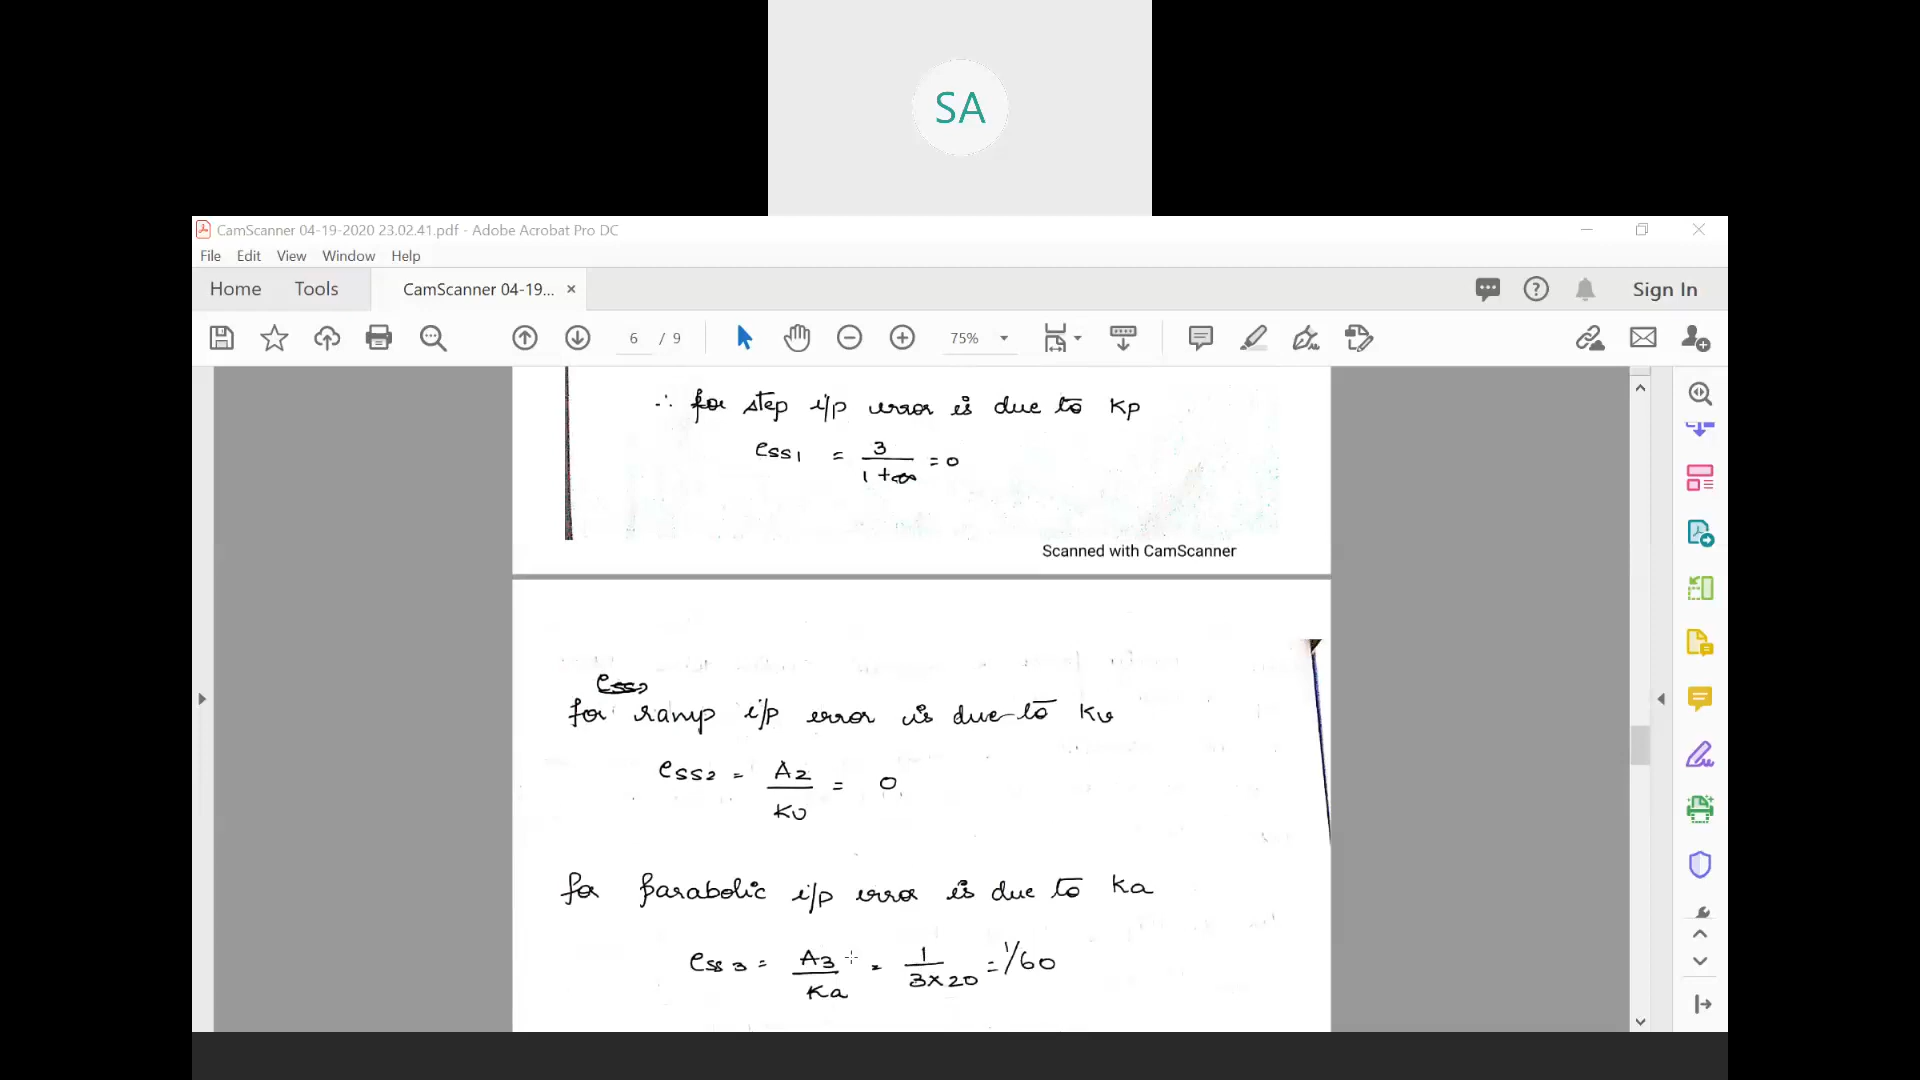 SA
CamScanner 04-19-2020 23.02.41.pdf - Adobe Acrobat Pro DC
File Edit View Window Help
Home Tools CamScanner 04-19... × Sign In
6 / 9 75%
∴ for step i/p error is due to Kp
ess1 = 3/(1+∞) = 0
Scanned with CamScanner
for ramp i/p error is due to Kv
ess2 = A2/Kv = 0
for parabolic i/p error is due to Ka
ess3 = A3/Ka = 1/(3×20) = 1/60